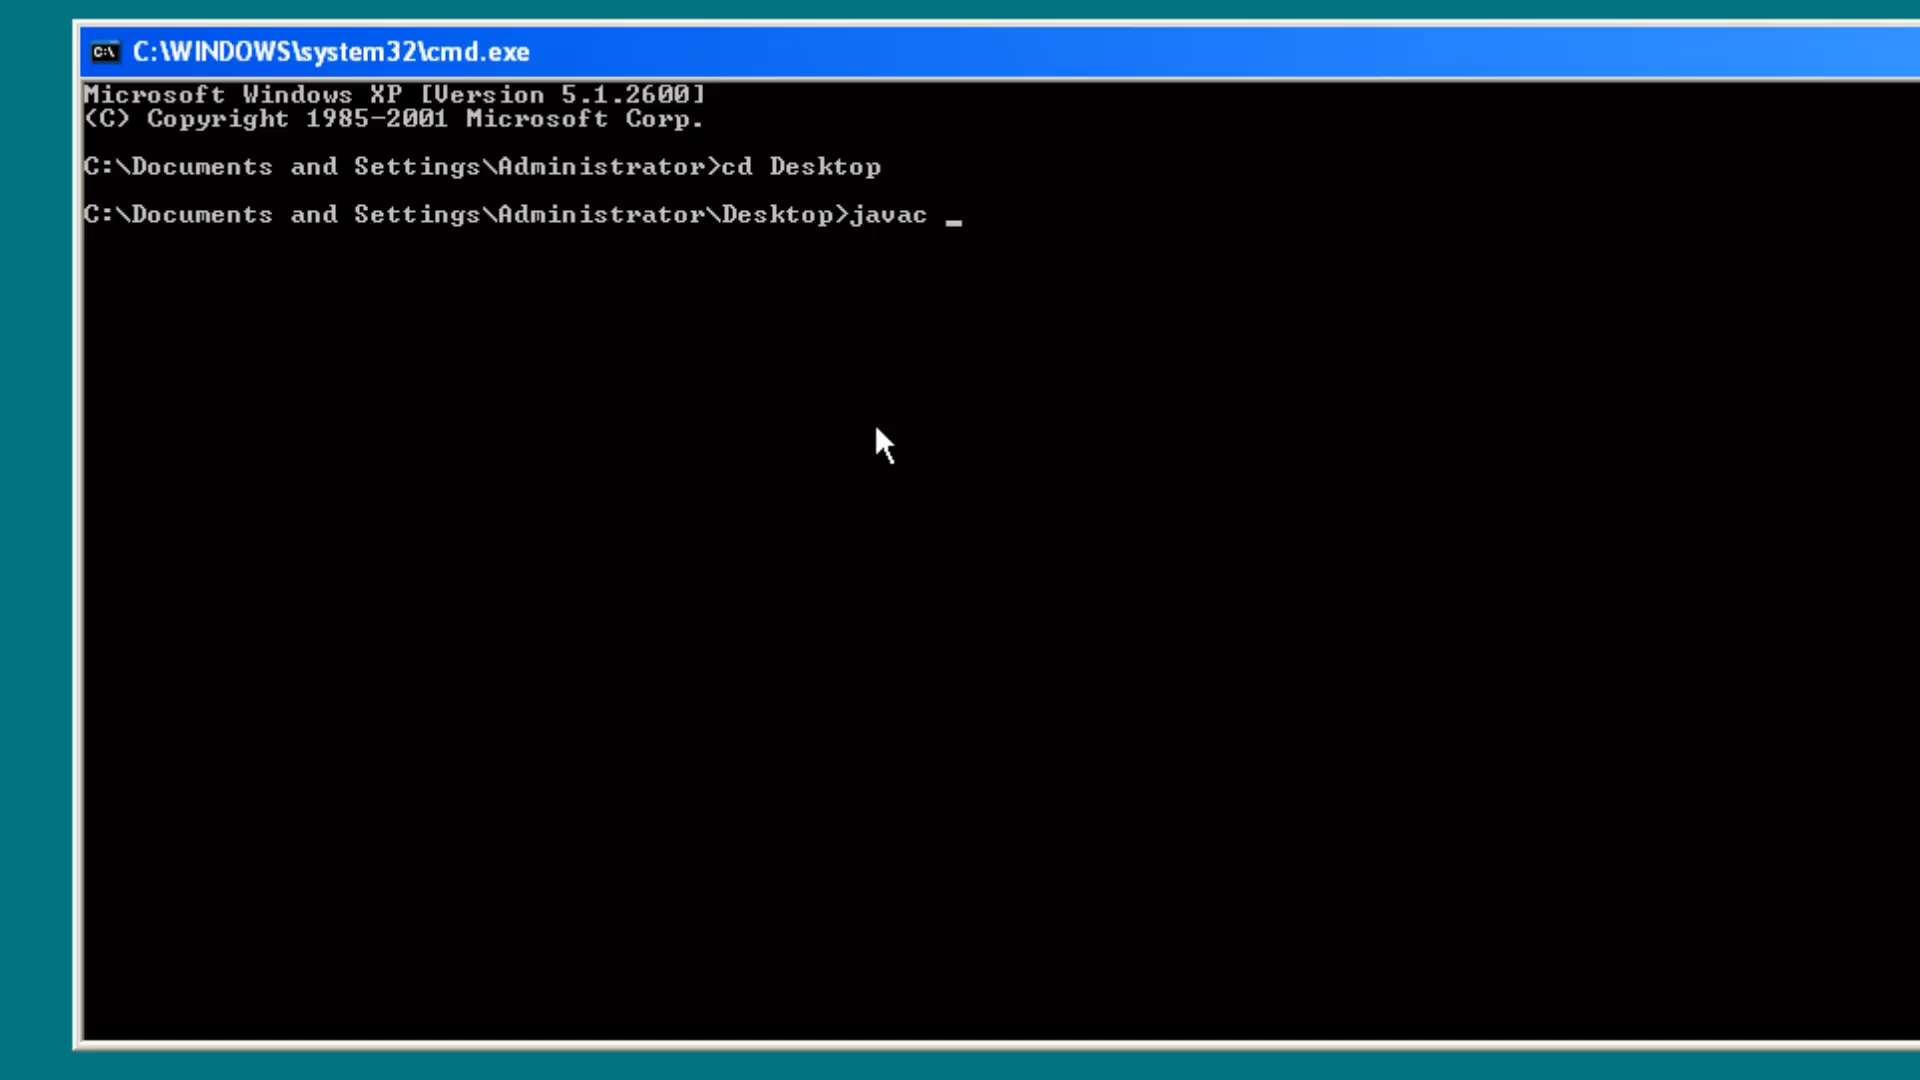 C:\WINDOWS\system32\cmd.exe
Microsoft Windows XP [Version 5.1.2600]
(C) Copyright 1985-2001 Microsoft Corp.
C:\Documents and Settings\Administrator>cd Desktop
C:\Documents and Settings\Administrator\Desktop>javac _